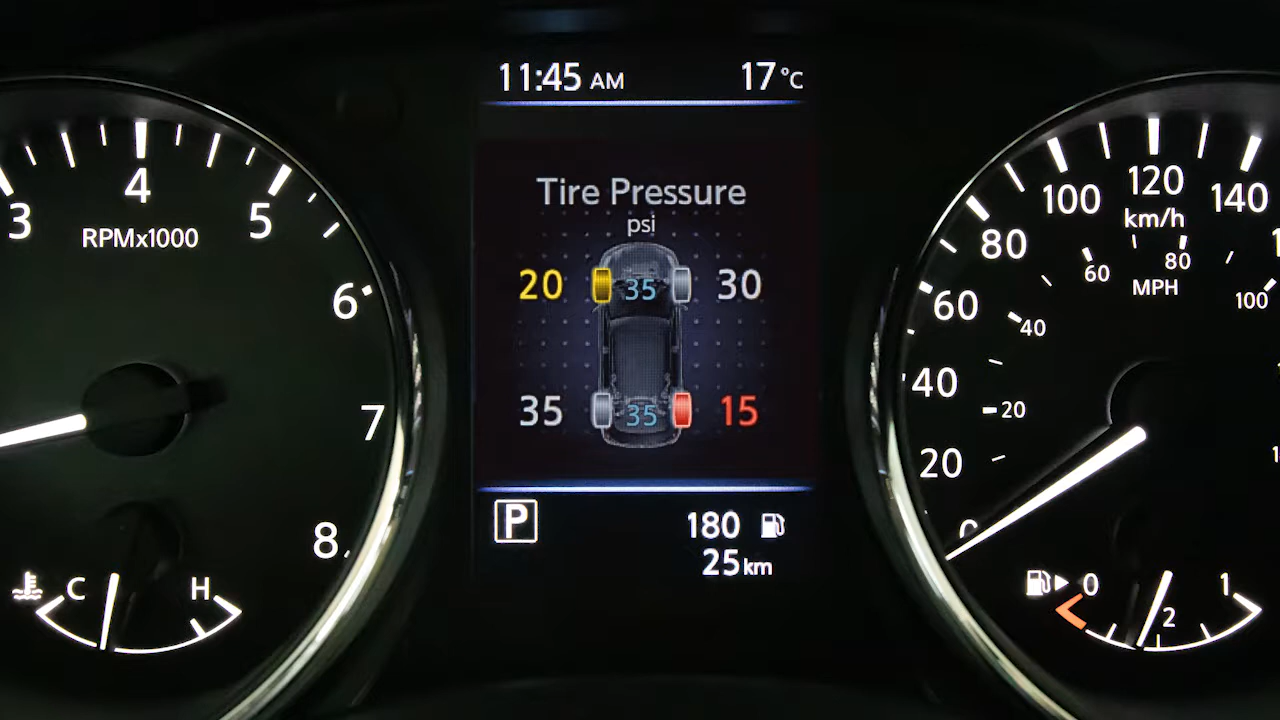 11:45 AM 17°C
Tire Pressure
psi
20 35 30
35 35 15
P 180
25 km
3 4 5 6 7 8
RPMx1000
C H
0 20 40 60 80 100 120 140
km/h
20 40 60 80 100
MPH
0 2 1